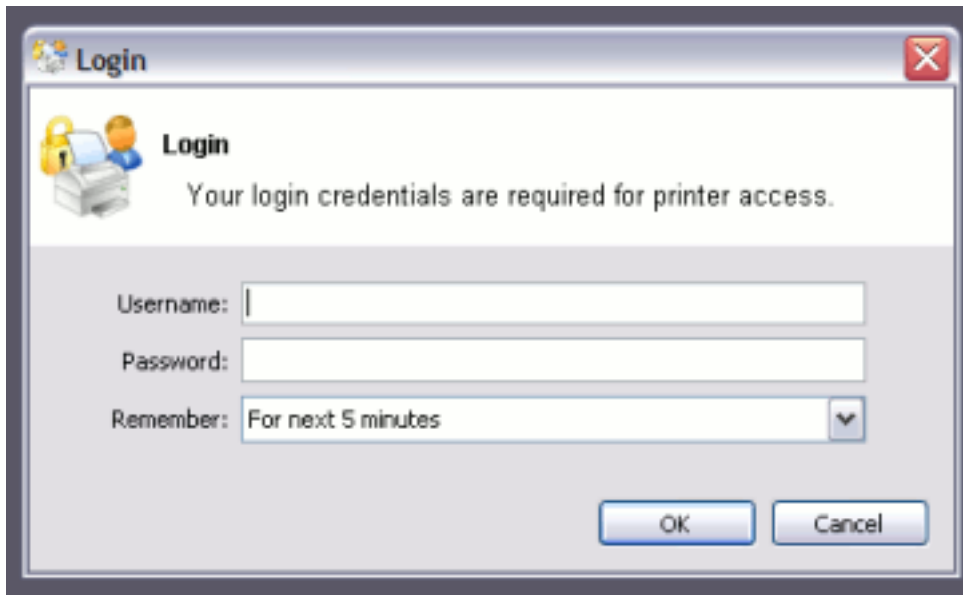 Login
Login
Your login credentials are required for printer access.
Username:
Password:
Remember: For next 5 minutes
OK Cancel